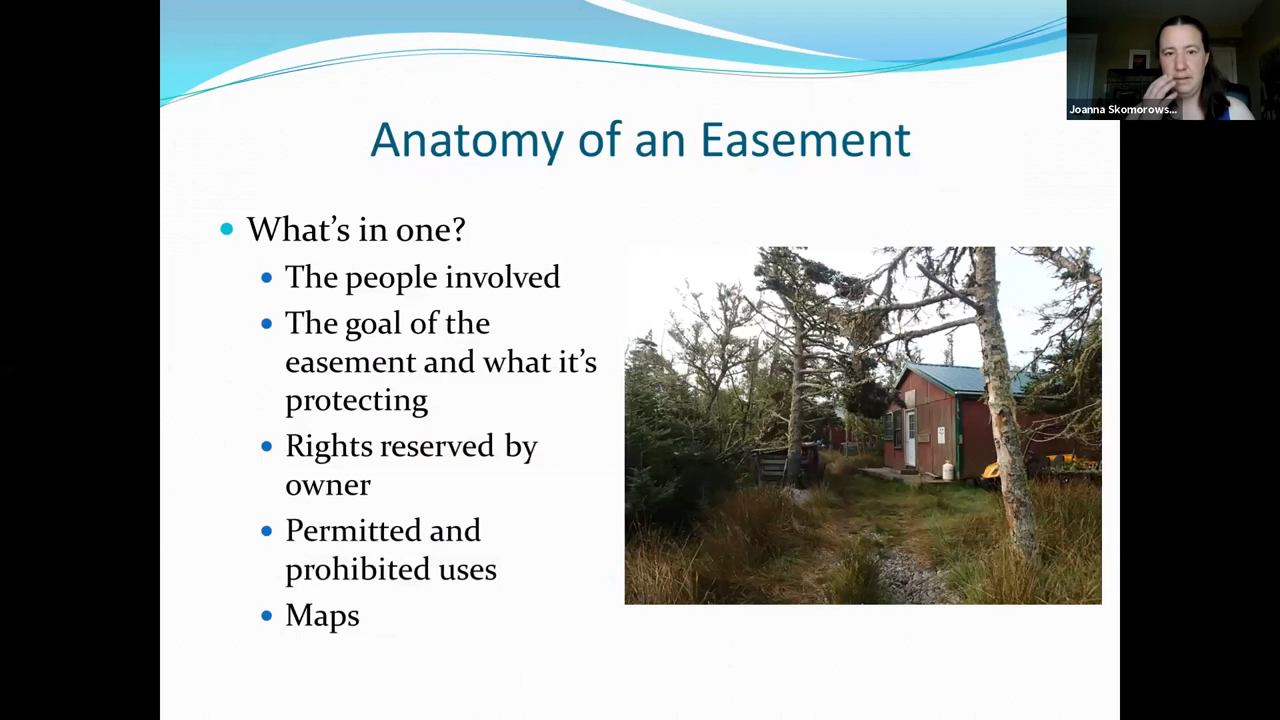 Joanna Skomorows...
Anatomy of an Easement
What's in one?
The people involved
The goal of the
easement and what it's
protecting
Rights reserved by
owner
Permitted and
prohibited uses
Maps